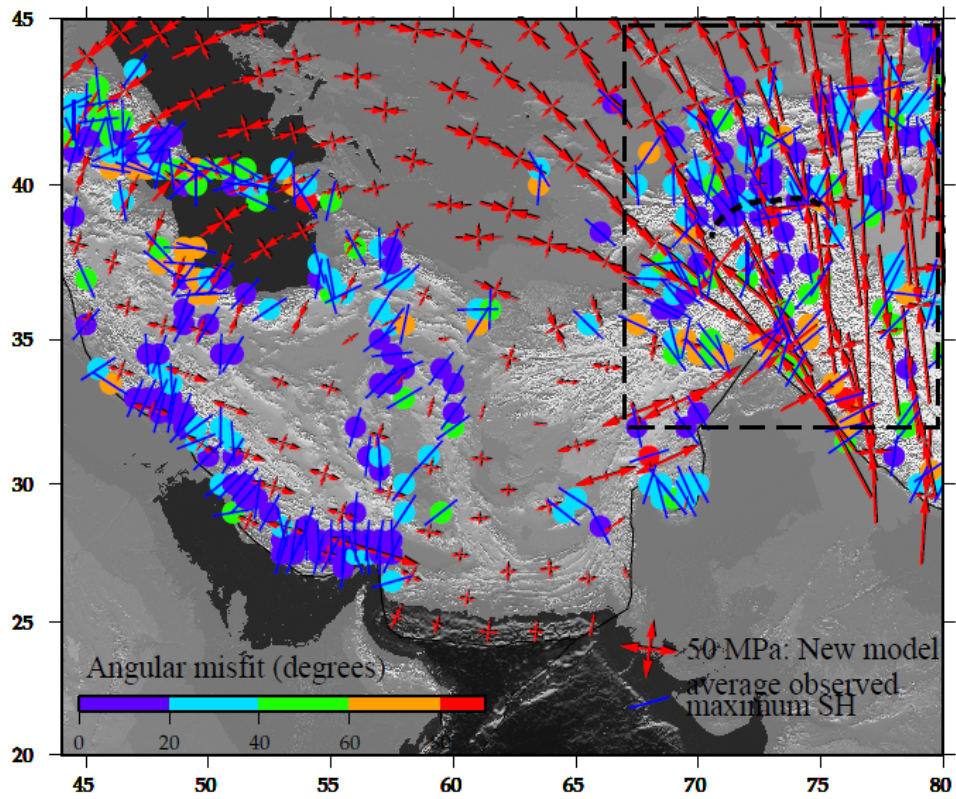 45
40
35
30
25
20
50 MPa: New model
average observed
maximum SH
Angular misfit (degrees)
0 20 40 60
45 50 55 60 65 70 75 80